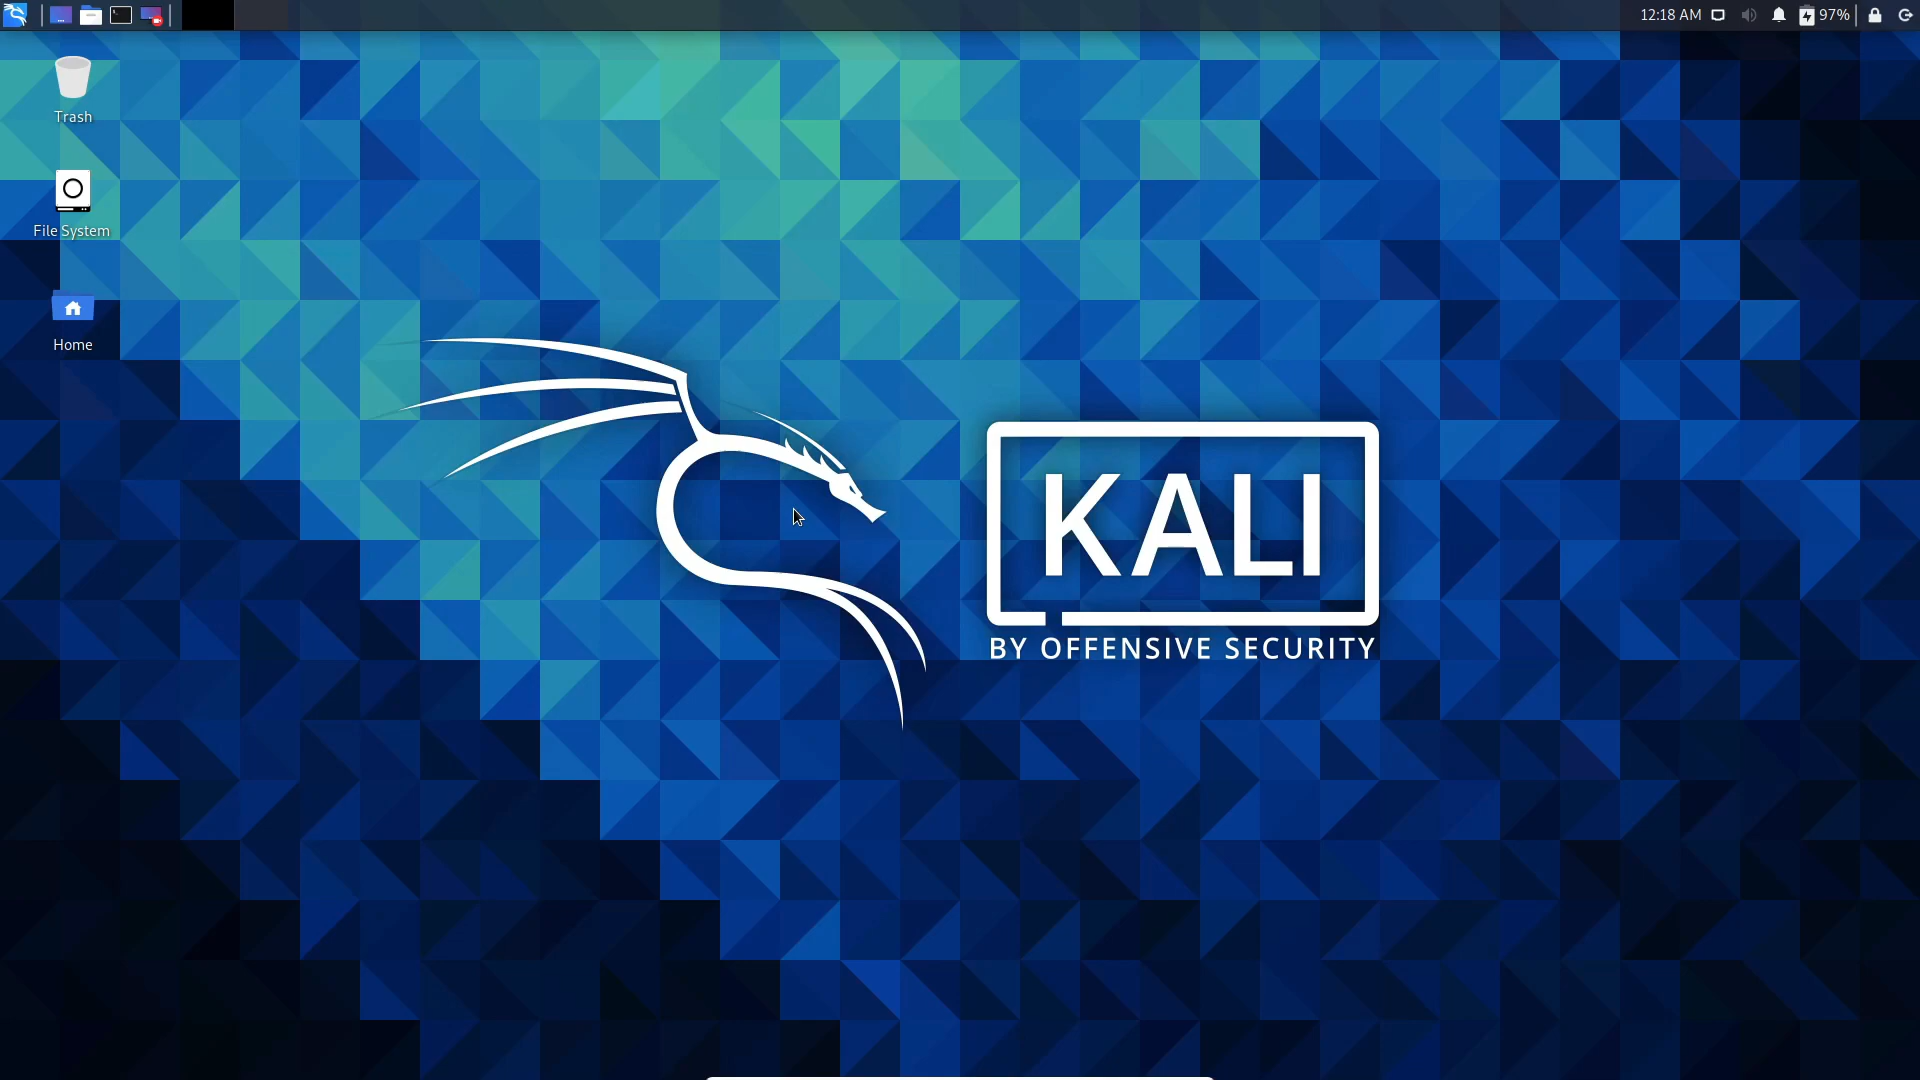 12:18 AM
97%
Trash
File System
Home
KALI
BY OFFENSIVE SECURITY